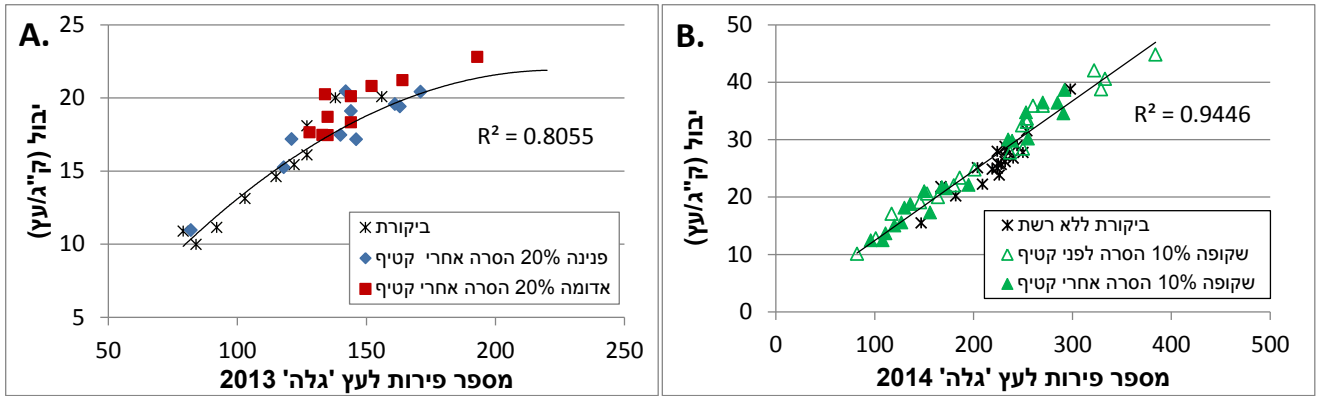 A.
יבול (ק"ג/עץ)
25
20
15
10
5
R² = 0.8055
ביקורת
פנינה 20% הסרה אחרי קטיף
אדומה 20% הסרה אחרי קטיף
50 100 150 200 250
מספר פירות לעץ 'גלה' 2013
B.
יבול (ק"ג/עץ)
50
40
30
20
10
0
R² = 0.9446
ביקורת ללא רשת
שקופה 10% הסרה לפני קטיף
שקופה 10% הסרה אחרי קטיף
0 100 200 300 400 500
מספר פירות לעץ 'גלה' 2014